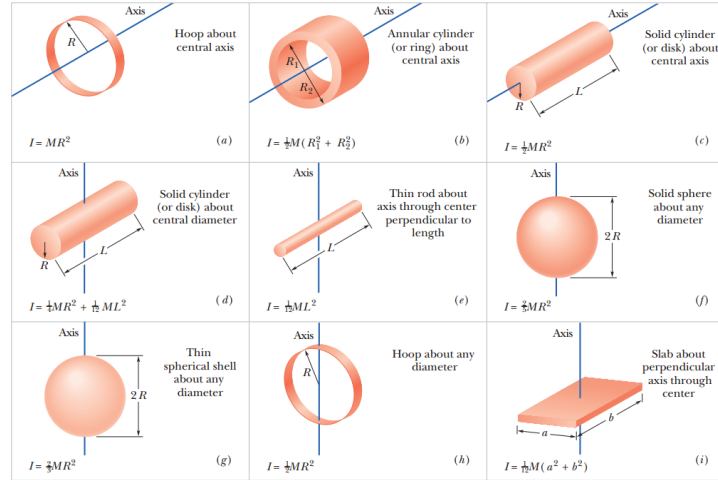 Axis
Hoop about
central axis
R
I = MR²
(a)
Axis
Annular cylinder
(or ring) about
central axis
R₁
R₂
I = ½M(R₁² + R₂²)
(b)
Axis
Solid cylinder
(or disk) about
central axis
L
R
I = ½MR²
(c)
Axis
Solid cylinder
(or disk) about
central diameter
L
R
I = ¼MR² + 1/12 ML²
(d)
Axis
Thin rod about
axis through center
perpendicular to
length
L
I = 1/12 ML²
(e)
Axis
Solid sphere
about any
diameter
2R
I = ⅖MR²
(f)
Axis
Thin
spherical shell
about any
diameter
2R
I = ⅔MR²
(g)
Axis
Hoop about any
diameter
R
I = ½MR²
(h)
Axis
Slab about
perpendicular
axis through
center
b
a
I = 1/12 M(a² + b²)
(i)